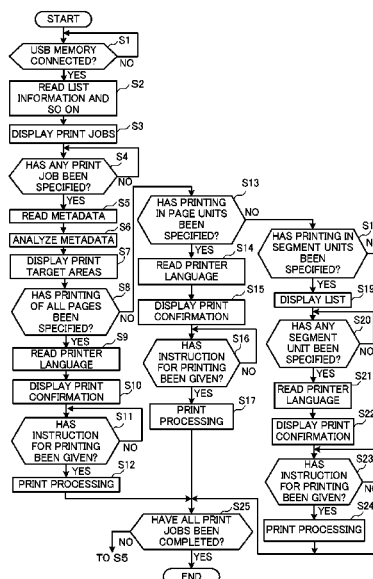 START
S1
USB MEMORY
CONNECTED?
NO
YES
S2
READ LIST
INFORMATION AND
SO ON
S3
DISPLAY PRINT JOBS
S4
HAS ANY PRINT
JOB BEEN
SPECIFIED?
NO
YES
S5
READ METADATA
S6
ANALYZE METADATA
S7
DISPLAY PRINT
TARGET AREAS
S8
HAS PRINTING
OF ALL PAGES
BEEN
SPECIFIED?
NO
YES
S9
READ PRINTER
LANGUAGE
S10
DISPLAY PRINT
CONFIRMATION
S11
HAS
INSTRUCTION
FOR PRINTING
BEEN GIVEN?
NO
YES
S12
PRINT PROCESSING
S13
HAS PRINTING
IN PAGE UNITS
BEEN
SPECIFIED?
NO
YES
S14
READ PRINTER
LANGUAGE
S15
DISPLAY PRINT
CONFIRMATION
S16
HAS
INSTRUCTION
FOR PRINTING
BEEN GIVEN?
NO
YES
S17
PRINT
PROCESSING
HAS PRINTING IN
SEGMENT UNITS
BEEN
SPECIFIED?
YES
S19
DISPLAY LIST
S20
HAS ANY
SEGMENT
UNIT BEEN
SPECIFIED?
NO
YES
S21
READ PRINTER
LANGUAGE
S22
DISPLAY PRINT
CONFIRMATION
S23
HAS
INSTRUCTION
FOR PRINTING
BEEN GIVEN?
NO
YES
S24
PRINT PROCESSING
S25
HAVE ALL PRINT
JOBS BEEN
COMPLETED?
NO
TO S5
YES
END